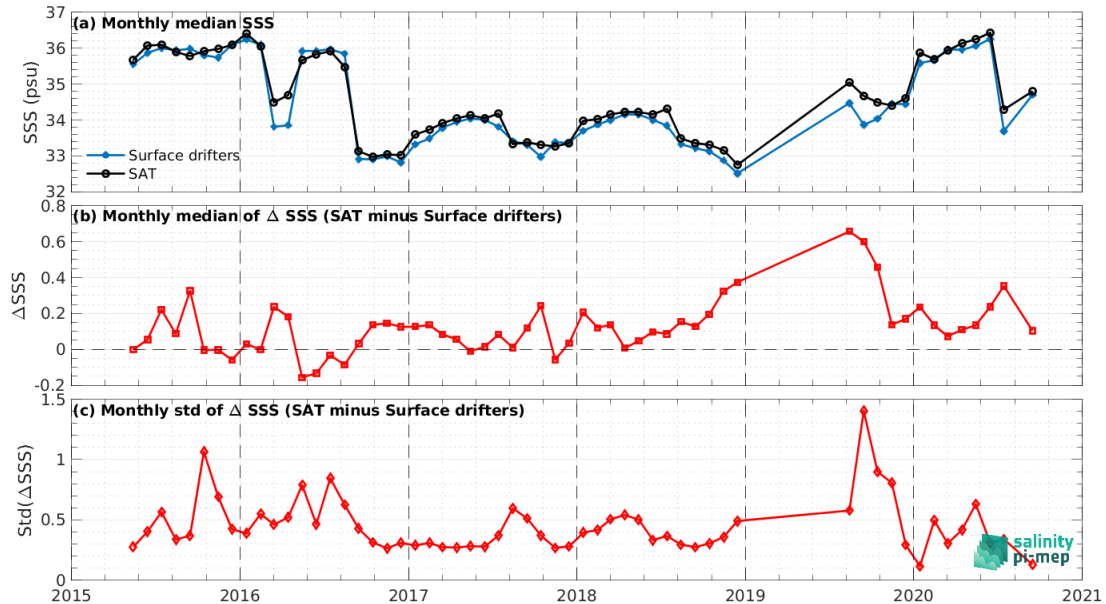 37
(a) Monthly median SSS
36
35
34
33
32
SSS (psu)
Surface drifters
SAT
0.8
(b) Monthly median of Δ SSS (SAT minus Surface drifters)
0.6
0.4
0.2
0
-0.2
ΔSSS
1.5
(c) Monthly std of Δ SSS (SAT minus Surface drifters)
1
0.5
0
Std(ΔSSS)
salinity
pi-mep
2015 2016 2017 2018 2019 2020 2021